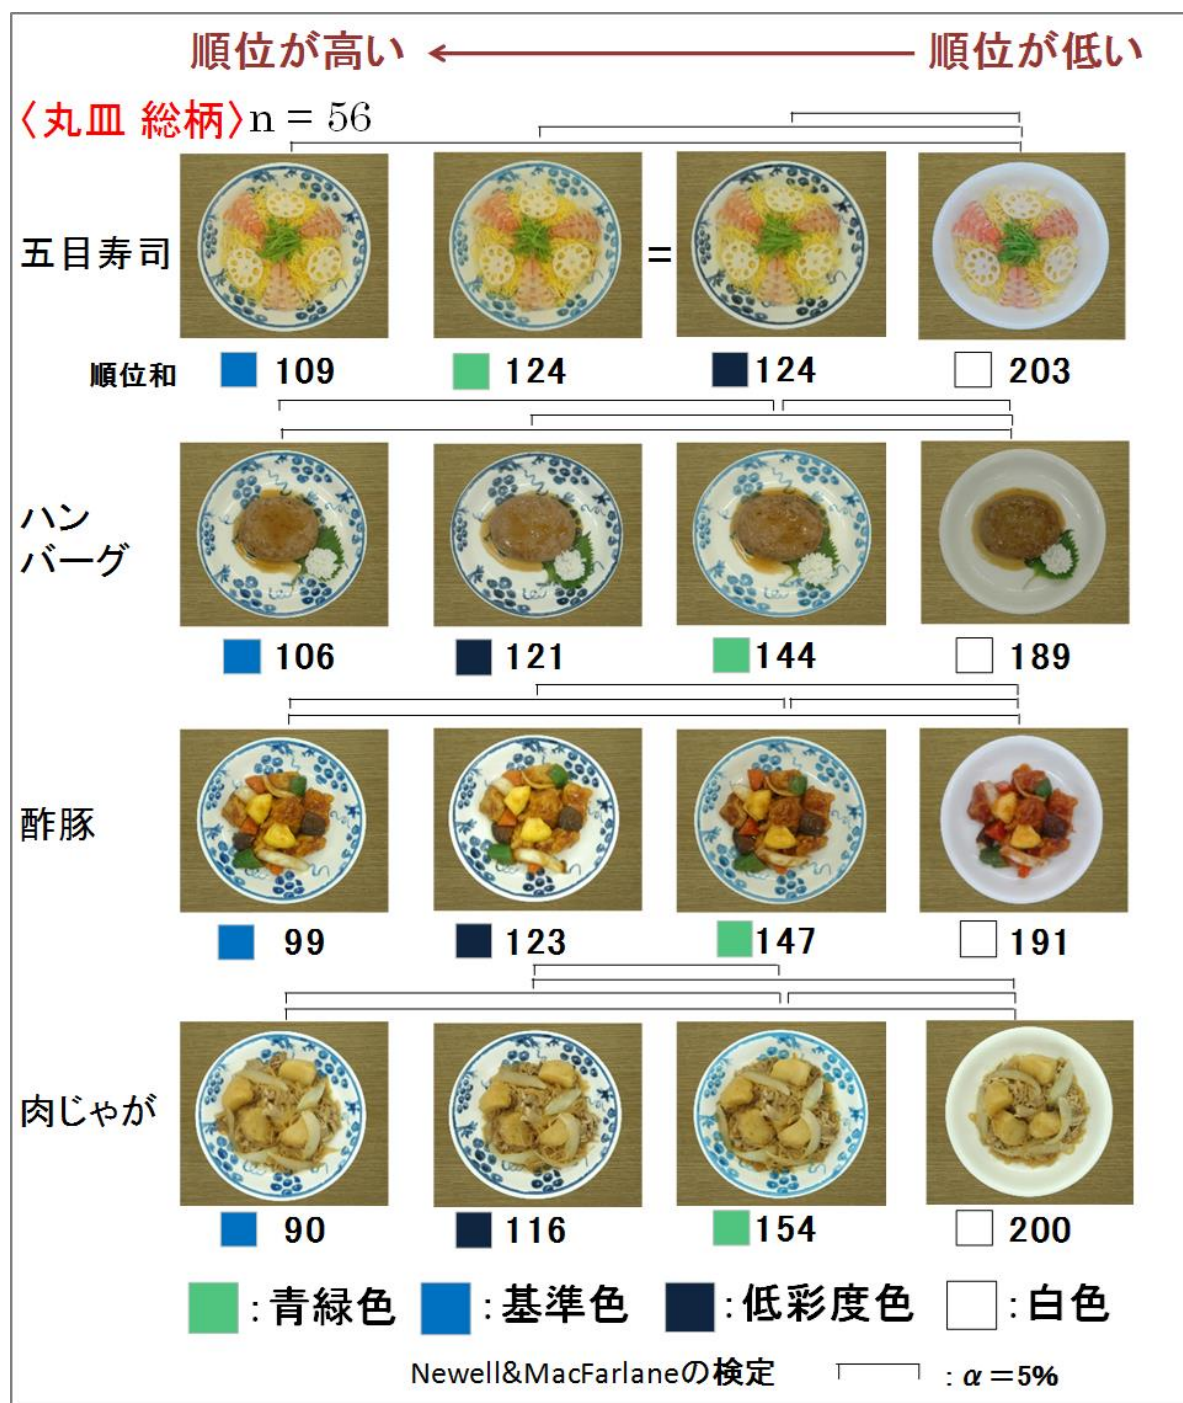 順位が高い 順位が低い
〈丸皿 総柄〉n = 56
五目寿司
=
順位和 109 124 124 203
ハン
バーグ
106 121 144 189
酢豚
99 123 147 191
肉じゃが
90 116 154 200
:青緑色 :基準色 :低彩度色 :白色
Newell&MacFarlaneの検定 :α=5%